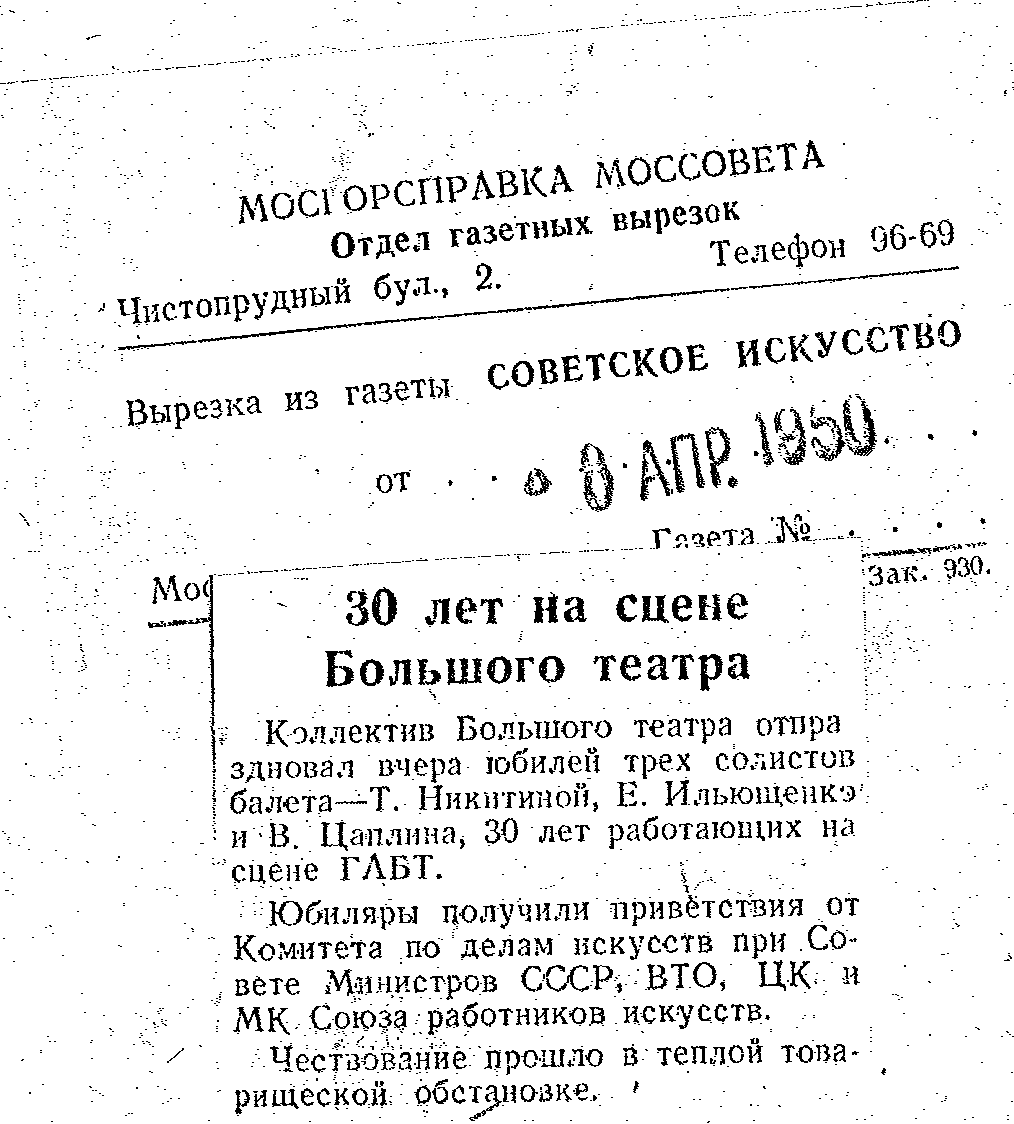 МОСГОРСПРАВКА МОССОВЕТА
Отдел газетных вырезок
Чистопрудный бул., 2. Телефон 96-69
Вырезка из газеты СОВЕТСКОЕ ИСКУССТВО
от . . АПР. 1950 . . .
Газета № . . . .
Зак. 930.
30 лет на сцене
Большого театра
Коллектив Большого театра отпра
здновал вчера юбилей трех солистов
балета—Т. Никитиной, Е. Ильющенко
и В. Цаплина, 30 лет работающих на
сцене ГАБТ.
Юбиляры получили приветствия от
Комитета по делам искусств при Со-
вете Министров СССР, ВТО, ЦК и
МК Союза работников искусств.
Чествование прошло в теплой това-
рищеской обстановке.